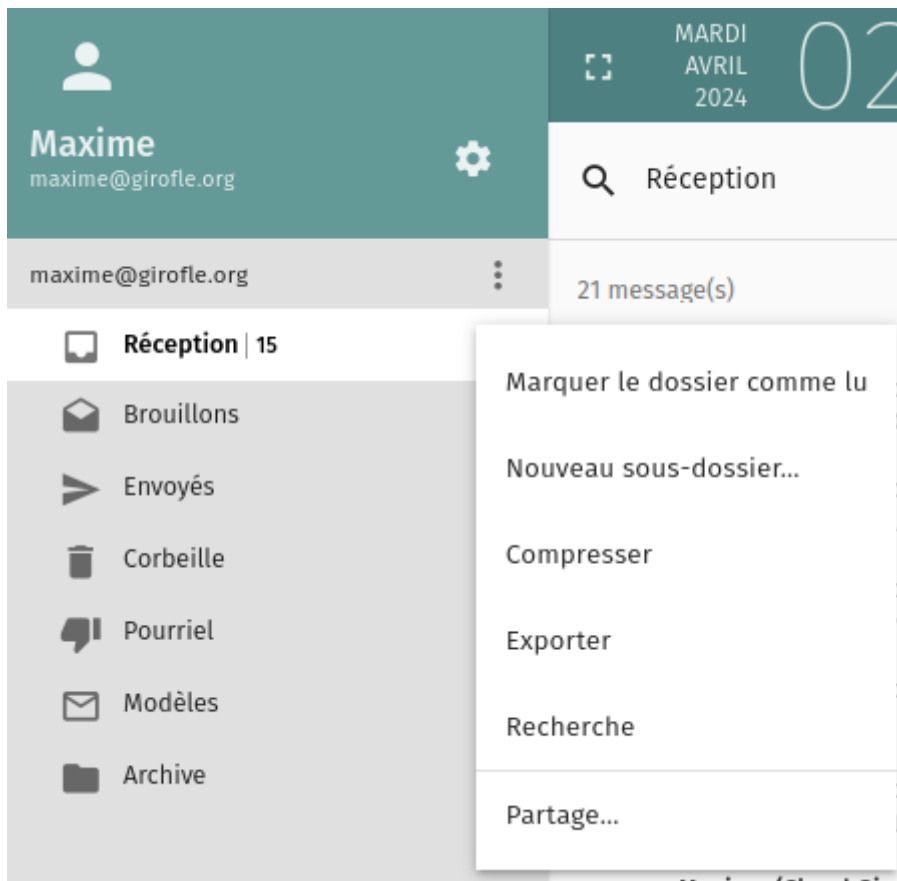 Maxime
maxime@girofle.org
MARDI
AVRIL
2024
02
Réception
maxime@girofle.org
21 message(s)
Réception | 15
Brouillons
Envoyés
Corbeille
Pourriel
Modèles
Archive
Marquer le dossier comme lu
Nouveau sous-dossier...
Compresser
Exporter
Recherche
Partage...